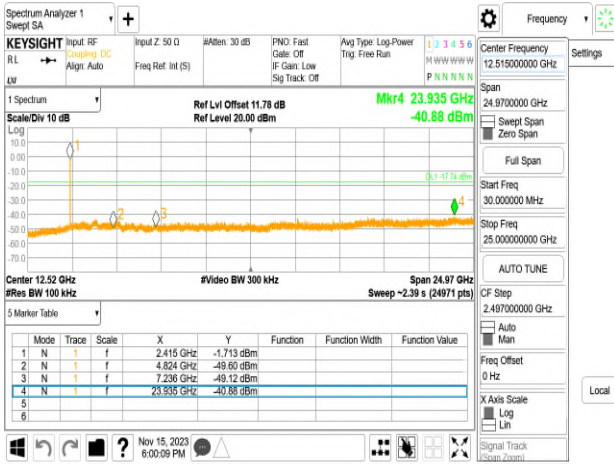 Spectrum Analyzer 1
Swept SA
Frequency
Settings
KEYSIGHT
RL
Input: RF
Coupling: DC
Align: Auto
Input Z: 50 Ω
Freq Ref: Int (S)
#Atten: 30 dB
PNO: Fast
Gate: Off
IF Gain: Low
Sig Track: Off
Avg Type: Log-Power
Trig: Free Run
1 2 3 4 5 6
M W W W W W
P N N N N N
Center Frequency
12.515000000 GHz
Span
24.9700000 GHz
Swept Span
Zero Span
Full Span
Start Freq
30.000000 MHz
Stop Freq
25.000000000 GHz
AUTO TUNE
CF Step
2.497000000 GHz
Auto
Man
Freq Offset
0 Hz
X Axis Scale
Log
Lin
Signal Track
(Span Zoom)
Local
1 Spectrum
Scale/Div 10 dB
Ref Lvl Offset 11.78 dB
Ref Level 20.00 dBm
Mkr4 23.935 GHz
-40.88 dBm
Log
10.0
0.00
-10.0
-20.0
-30.0
-40.0
-50.0
-60.0
-70.0
1
2
3
4
DL1 -17.74 dBm
Center 12.52 GHz
#Res BW 100 kHz
#Video BW 300 kHz
Span 24.97 GHz
Sweep ~2.39 s (24971 pts)
5 Marker Table
Mode Trace Scale X Y Function Function Width Function Value
1 N 1 f 2.415 GHz -1.713 dBm
2 N 1 f 4.824 GHz -49.60 dBm
3 N 1 f 7.236 GHz -49.12 dBm
4 N 1 f 23.935 GHz -40.88 dBm
5
6
?
Nov 15, 2023
6:00:09 PM